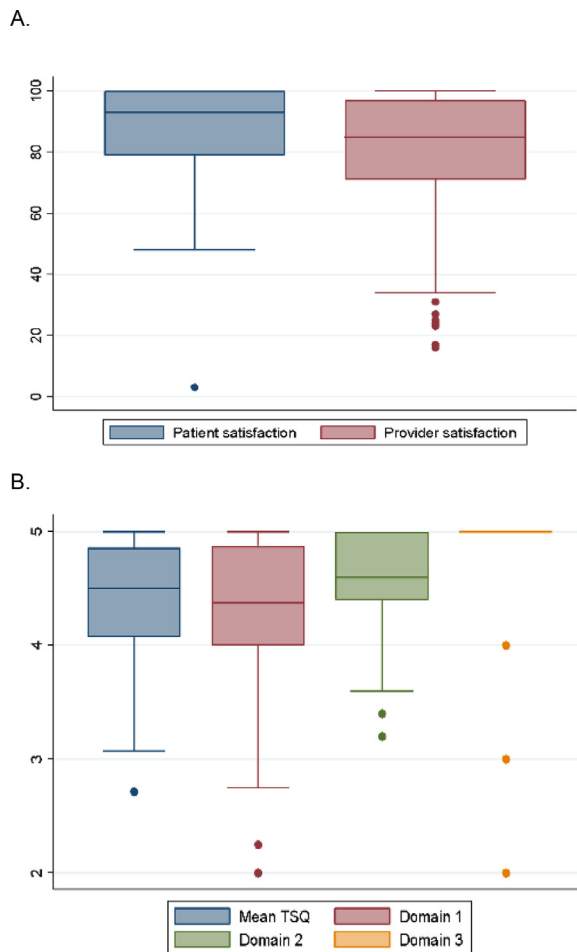 A.
100
80
60
40
20
0
Patient satisfaction Provider satisfaction
B.
5
4
3
2
Mean TSQ Domain 1
Domain 2 Domain 3